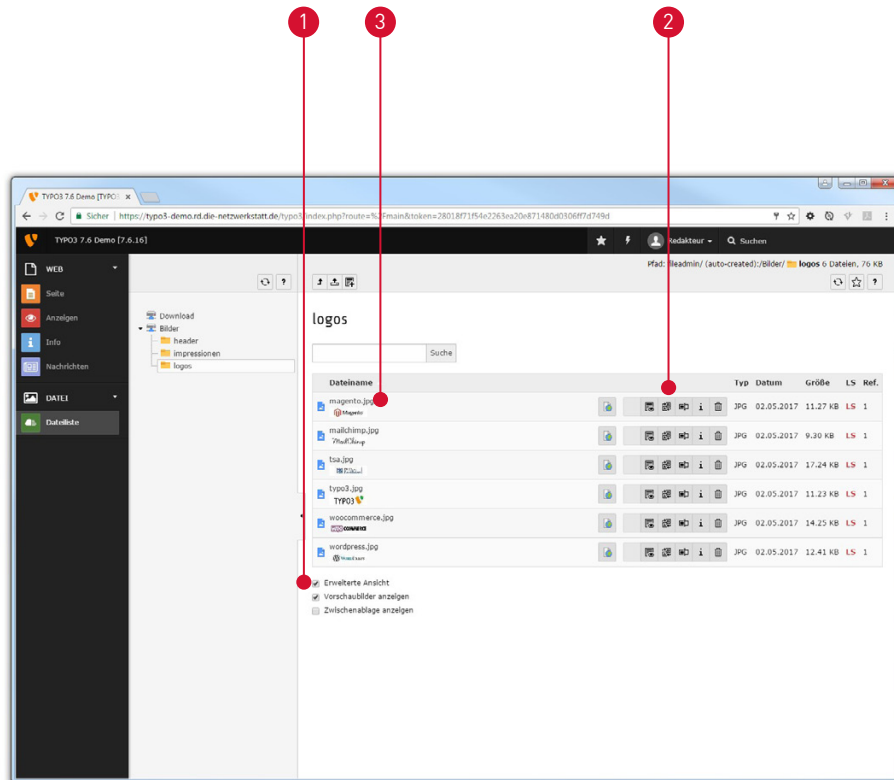 1 3 2
TYPO3 7.6 Demo [TYPO3
Sicher | https://typo3-demo.rd.die-netzwerkstatt.de/typo3/index.php?route=%2Fmain&token=28018f71f54e2263ea20e871480d0306ff7d749d
TYPO3 7.6 Demo [7.6.16] Redakteur Suchen
WEB
Seite
Anzeigen
Info
Nachrichten
DATEI
Dateiliste
Download
Bilder
header
impressionen
logos
Pfad: fileadmin/ (auto-created):/Bilder/ logos 6 Dateien, 76 KB
logos
Suche
Dateiname Typ Datum Größe LS Ref.
magento.jpg JPG 02.05.2017 11.27 KB LS 1
Magento
mailchimp.jpg JPG 02.05.2017 9.30 KB LS 1
MailChimp
tsa.jpg JPG 02.05.2017 17.24 KB LS 1
typo3.jpg JPG 02.05.2017 11.23 KB LS 1
TYPO3
woocommerce.jpg JPG 02.05.2017 14.25 KB LS 1
WOO COMMERCE
wordpress.jpg JPG 02.05.2017 12.41 KB LS 1
Erweiterte Ansicht
Vorschaubilder anzeigen
Zwischenablage anzeigen